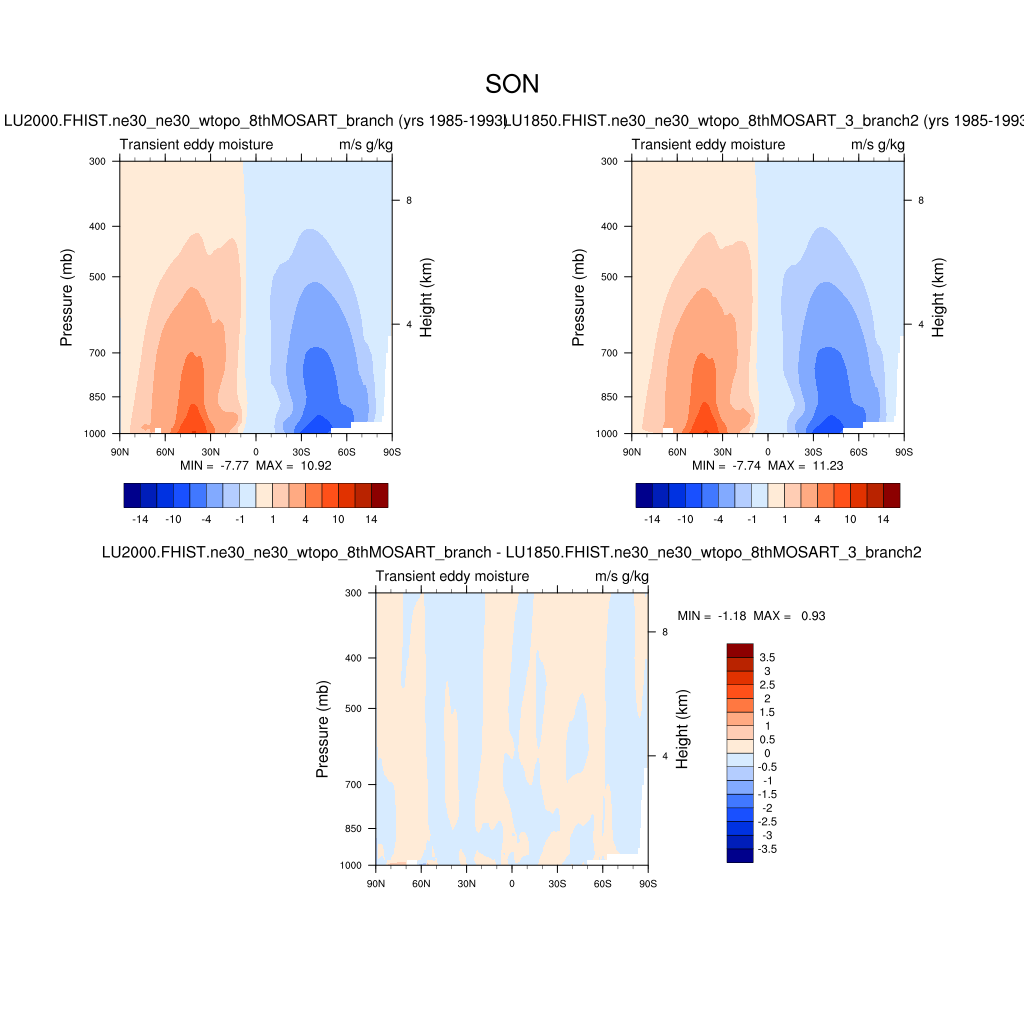 SON
LU2000.FHIST.ne30_ne30_wtopo_8thMOSART_branch (yrs 1985-1993)
LU1850.FHIST.ne30_ne30_wtopo_8thMOSART_3_branch2 (yrs 1985-1993
Transient eddy moisture m/s g/kg
300
400
500
700
850
1000
Pressure (mb)
8
4
Height (km)
90N 60N 30N 0 30S 60S 90S
MIN = -7.77 MAX = 10.92
-14 -10 -4 -1 1 4 10 14
Transient eddy moisture m/s g/kg
300
400
500
700
850
1000
Pressure (mb)
8
4
Height (km)
90N 60N 30N 0 30S 60S 90S
MIN = -7.74 MAX = 11.23
-14 -10 -4 -1 1 4 10 14
LU2000.FHIST.ne30_ne30_wtopo_8thMOSART_branch - LU1850.FHIST.ne30_ne30_wtopo_8thMOSART_3_branch2
Transient eddy moisture m/s g/kg
300
400
500
700
850
1000
Pressure (mb)
8
4
Height (km)
90N 60N 30N 0 30S 60S 90S
MIN = -1.18 MAX = 0.93
3.5
3
2.5
2
1.5
1
0.5
0
-0.5
-1
-1.5
-2
-2.5
-3
-3.5